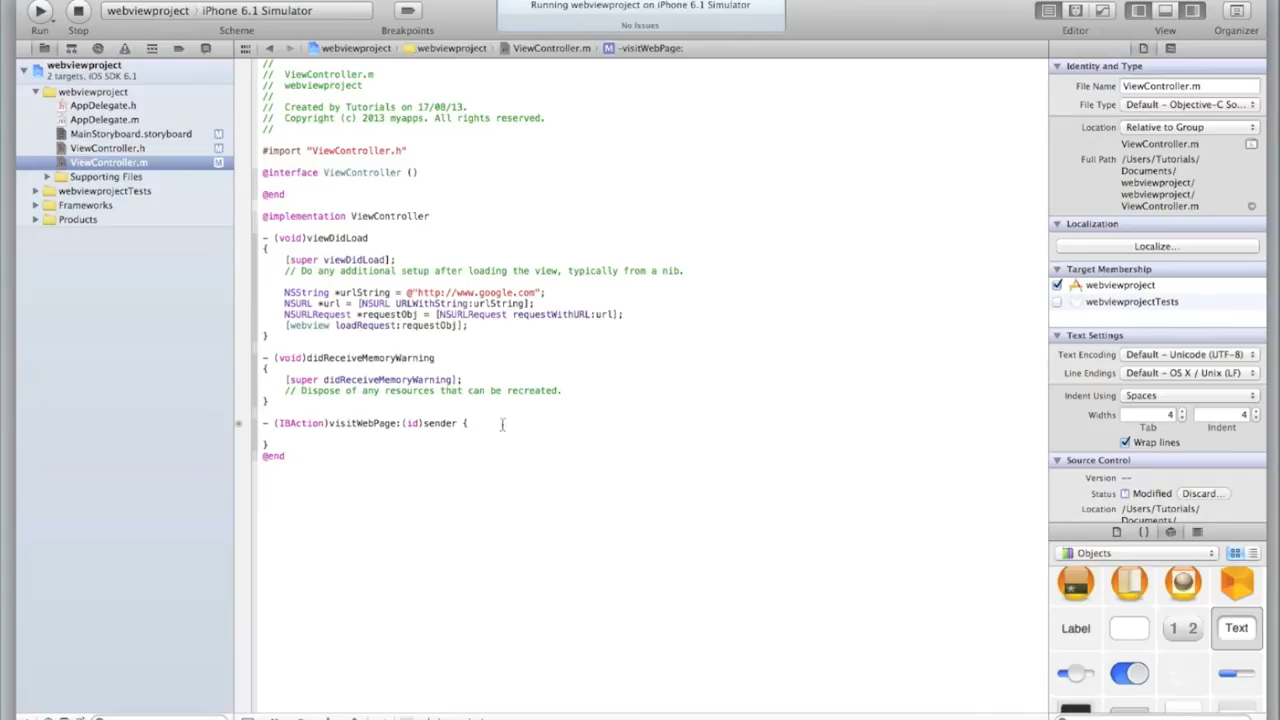 Running webviewproject on iPhone 6.1 Simulator
No Issues
webviewproject
iPhone 6.1 Simulator
Run
Stop
Scheme
Breakpoints
Editor
View
Organizer
webviewproject
2 targets, iOS SDK 6.1
webviewproject
AppDelegate.h
AppDelegate.m
MainStoryboard.storyboard
M
ViewController.h
M
ViewController.m
M
Supporting Files
webviewprojectTests
Frameworks
Products
webviewproject
webviewproject
ViewController.m
M
-visitWebPage:
//
// ViewController.m
// webviewproject
//
// Created by Tutorials on 17/08/13.
// Copyright (c) 2013 myapps. All rights reserved.
//
#import "ViewController.h"
@interface ViewController ()
@end
@implementation ViewController
- (void)viewDidLoad
{
[super viewDidLoad];
// Do any additional setup after loading the view, typically from a nib.
NSString *urlString = @"http://www.google.com";
NSURL *url = [NSURL URLWithString:urlString];
NSURLRequest *requestObj = [NSURLRequest requestWithURL:url];
[webview loadRequest:requestObj];
}
- (void)didReceiveMemoryWarning
{
[super didReceiveMemoryWarning];
// Dispose of any resources that can be recreated.
}
- (IBAction)visitWebPage:(id)sender {
}
@end
Identity and Type
File Name
ViewController.m
File Type
Default - Objective-C So...
Location
Relative to Group
ViewController.m
Full Path
/Users/Tutorials/
Documents/
webviewproject/
webviewproject/
ViewController.m
Localization
Localize...
Target Membership
webviewproject
webviewprojectTests
Text Settings
Text Encoding
Default - Unicode (UTF-8)
Line Endings
Default - OS X / Unix (LF)
Indent Using
Spaces
Widths
4
4
Tab
Indent
Wrap lines
Source Control
Version --
Status
Modified
Discard...
Location
/Users/Tutorials/
Documents/
{ }
Objects
Label
1 2
Text